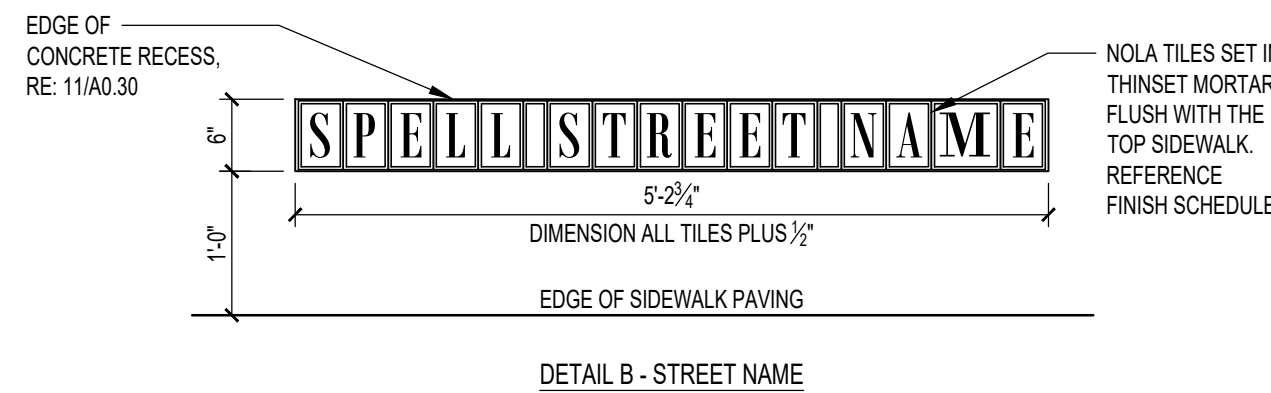 EDGE OF
CONCRETE RECESS,
RE: 11/A0.30
NOLA TILES SET IN
THINSET MORTAR
FLUSH WITH THE
TOP SIDEWALK.
REFERENCE
FINISH SCHEDULE
6"
SPELL STREET NAME
5'-2¾"
DIMENSION ALL TILES PLUS ½"
1'-0"
EDGE OF SIDEWALK PAVING
DETAIL B - STREET NAME